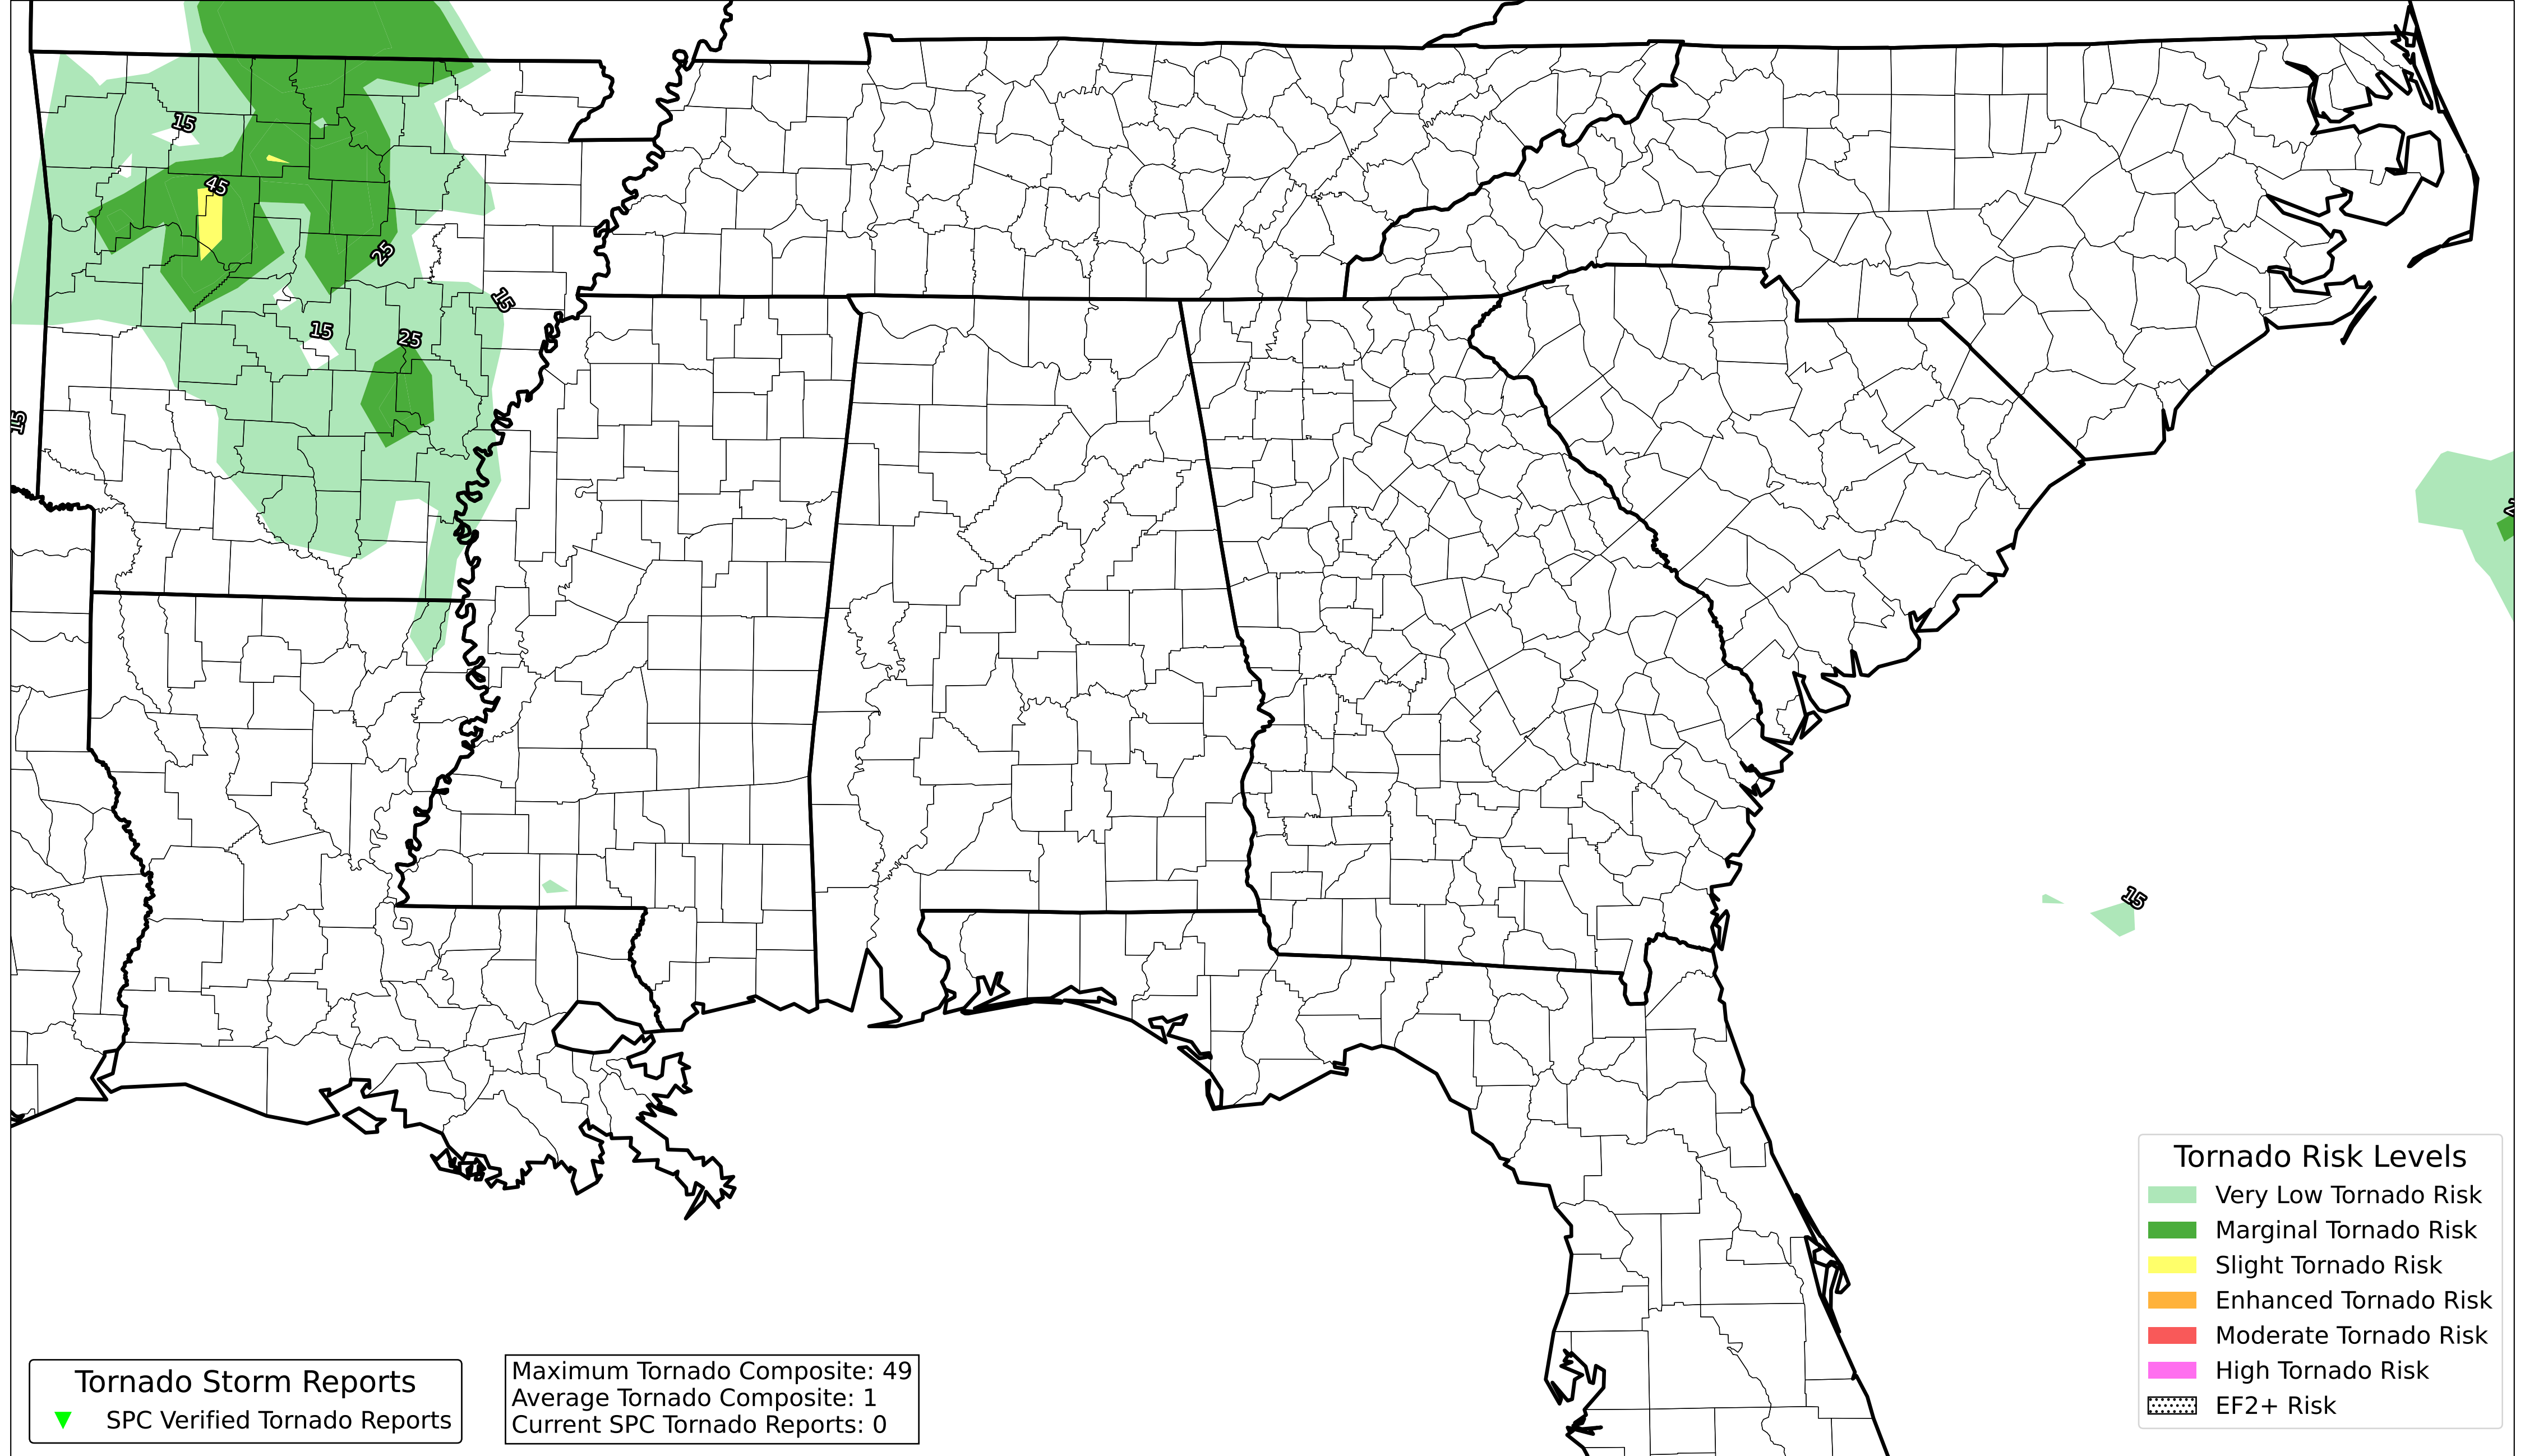 15
45
25
15
15
25
15
15
Tornado Risk Levels
Very Low Tornado Risk
Marginal Tornado Risk
Slight Tornado Risk
Enhanced Tornado Risk
Moderate Tornado Risk
High Tornado Risk
EF2+ Risk
Tornado Storm Reports
SPC Verified Tornado Reports
Maximum Tornado Composite: 49
Average Tornado Composite: 1
Current SPC Tornado Reports: 0